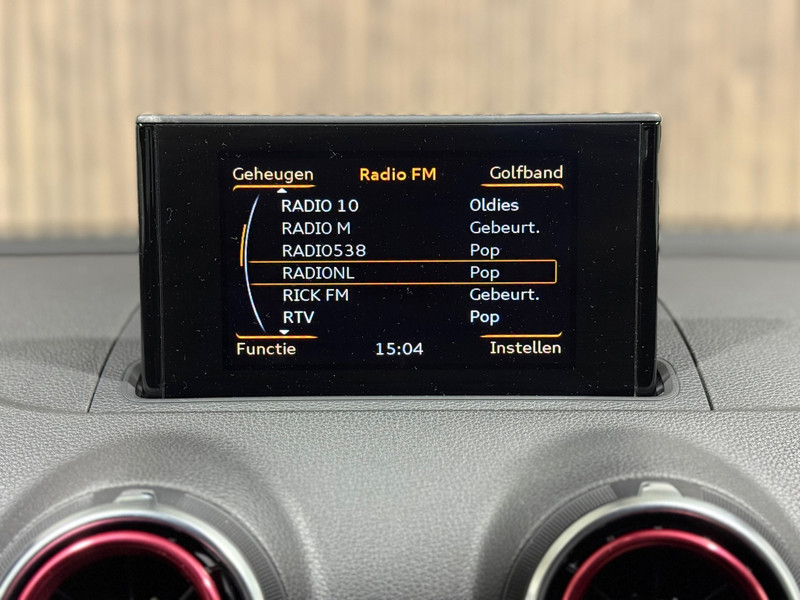 Geheugen Radio FM Golfband
RADIO 10 Oldies
RADIO M Gebeurt.
RADIO538 Pop
RADIONL Pop
RICK FM Gebeurt.
RTV Pop
Functie 15:04 Instellen